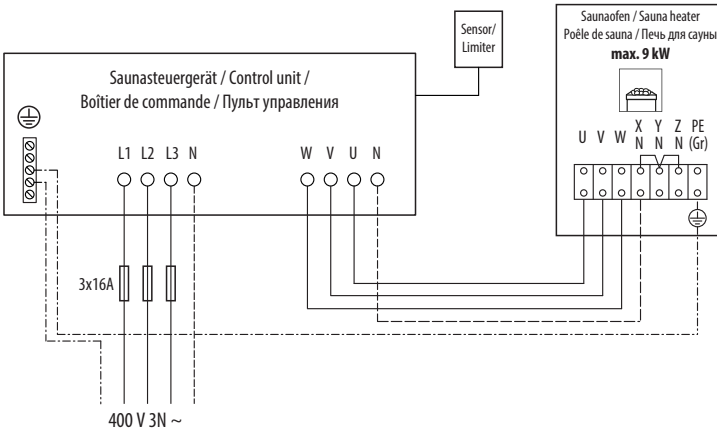 Sensor/
Limiter
Saunaofen / Sauna heater
Poêle de sauna / Печь для сауны
max. 9 kW
Saunasteuergerät / Control unit /
Boîtier de commande / Пульт управления
L1 L2 L3 N
W V U N
U V W X Y Z PE
N N N (Gr)
3x16A
400 V 3N ~